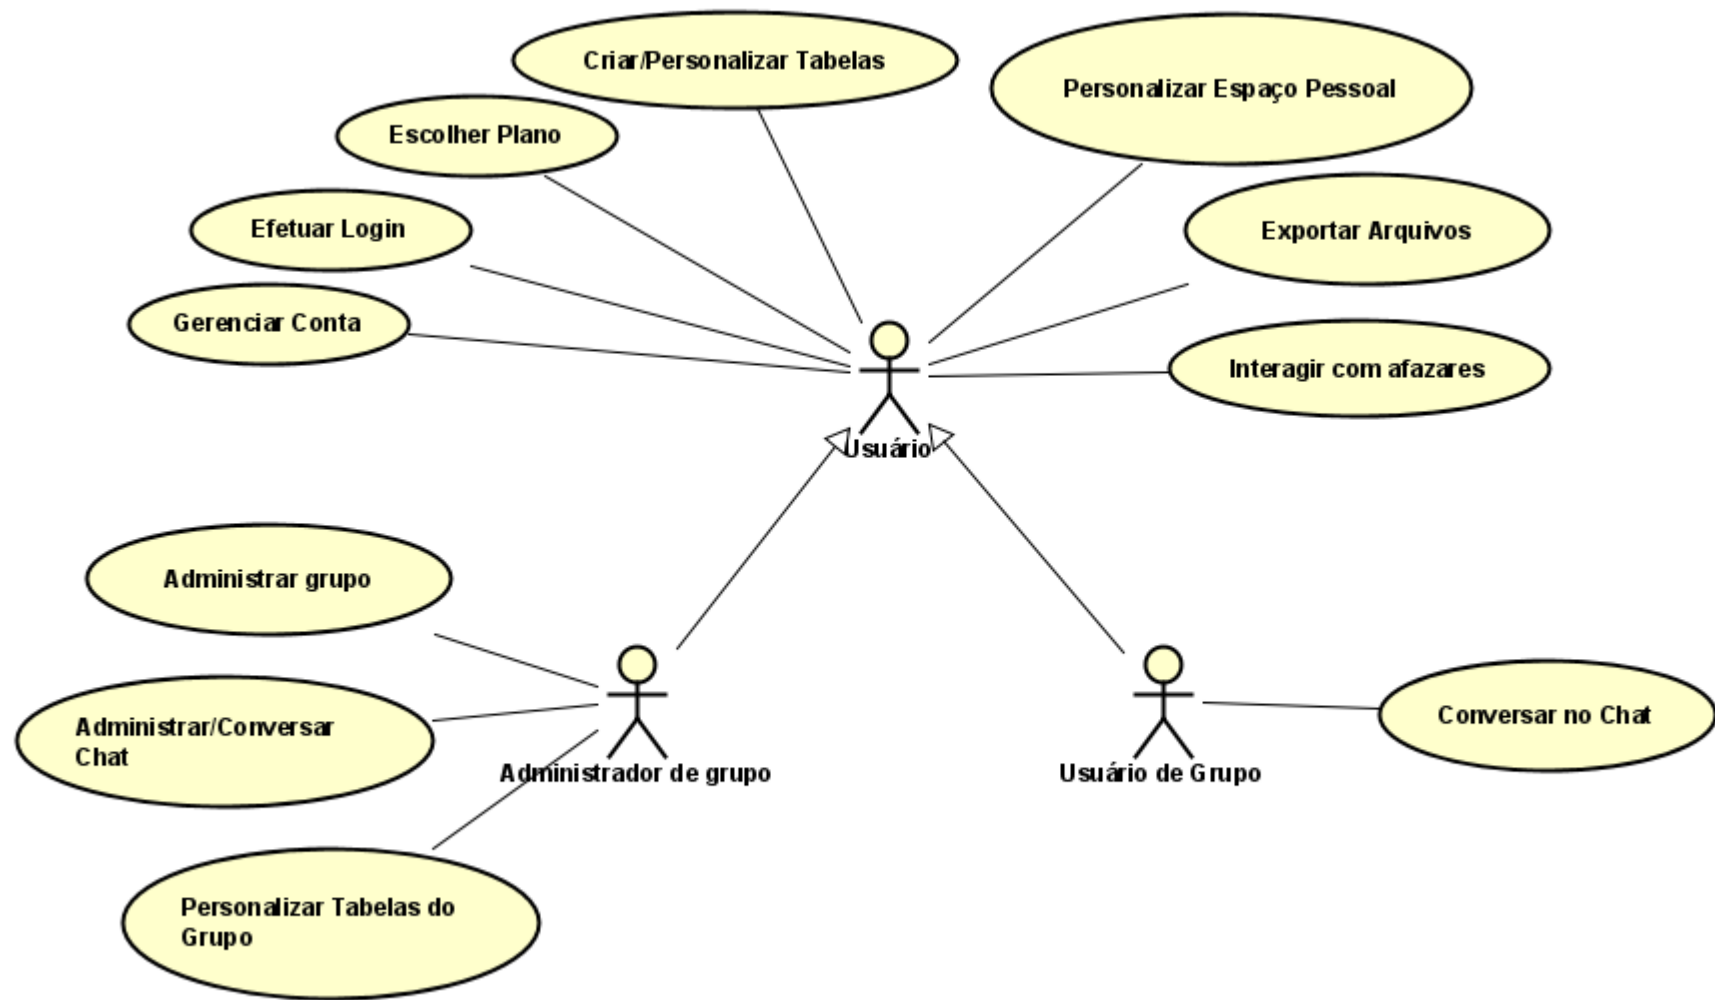 Criar/Personalizar Tabelas
Personalizar Espaço Pessoal
Escolher Plano
Efetuar Login
Exportar Arquivos
Gerenciar Conta
Interagir com afazares
Usuário
Administrar grupo
Administrar/Conversar
Chat
Conversar no Chat
Administrador de grupo
Usuário de Grupo
Personalizar Tabelas do
Grupo